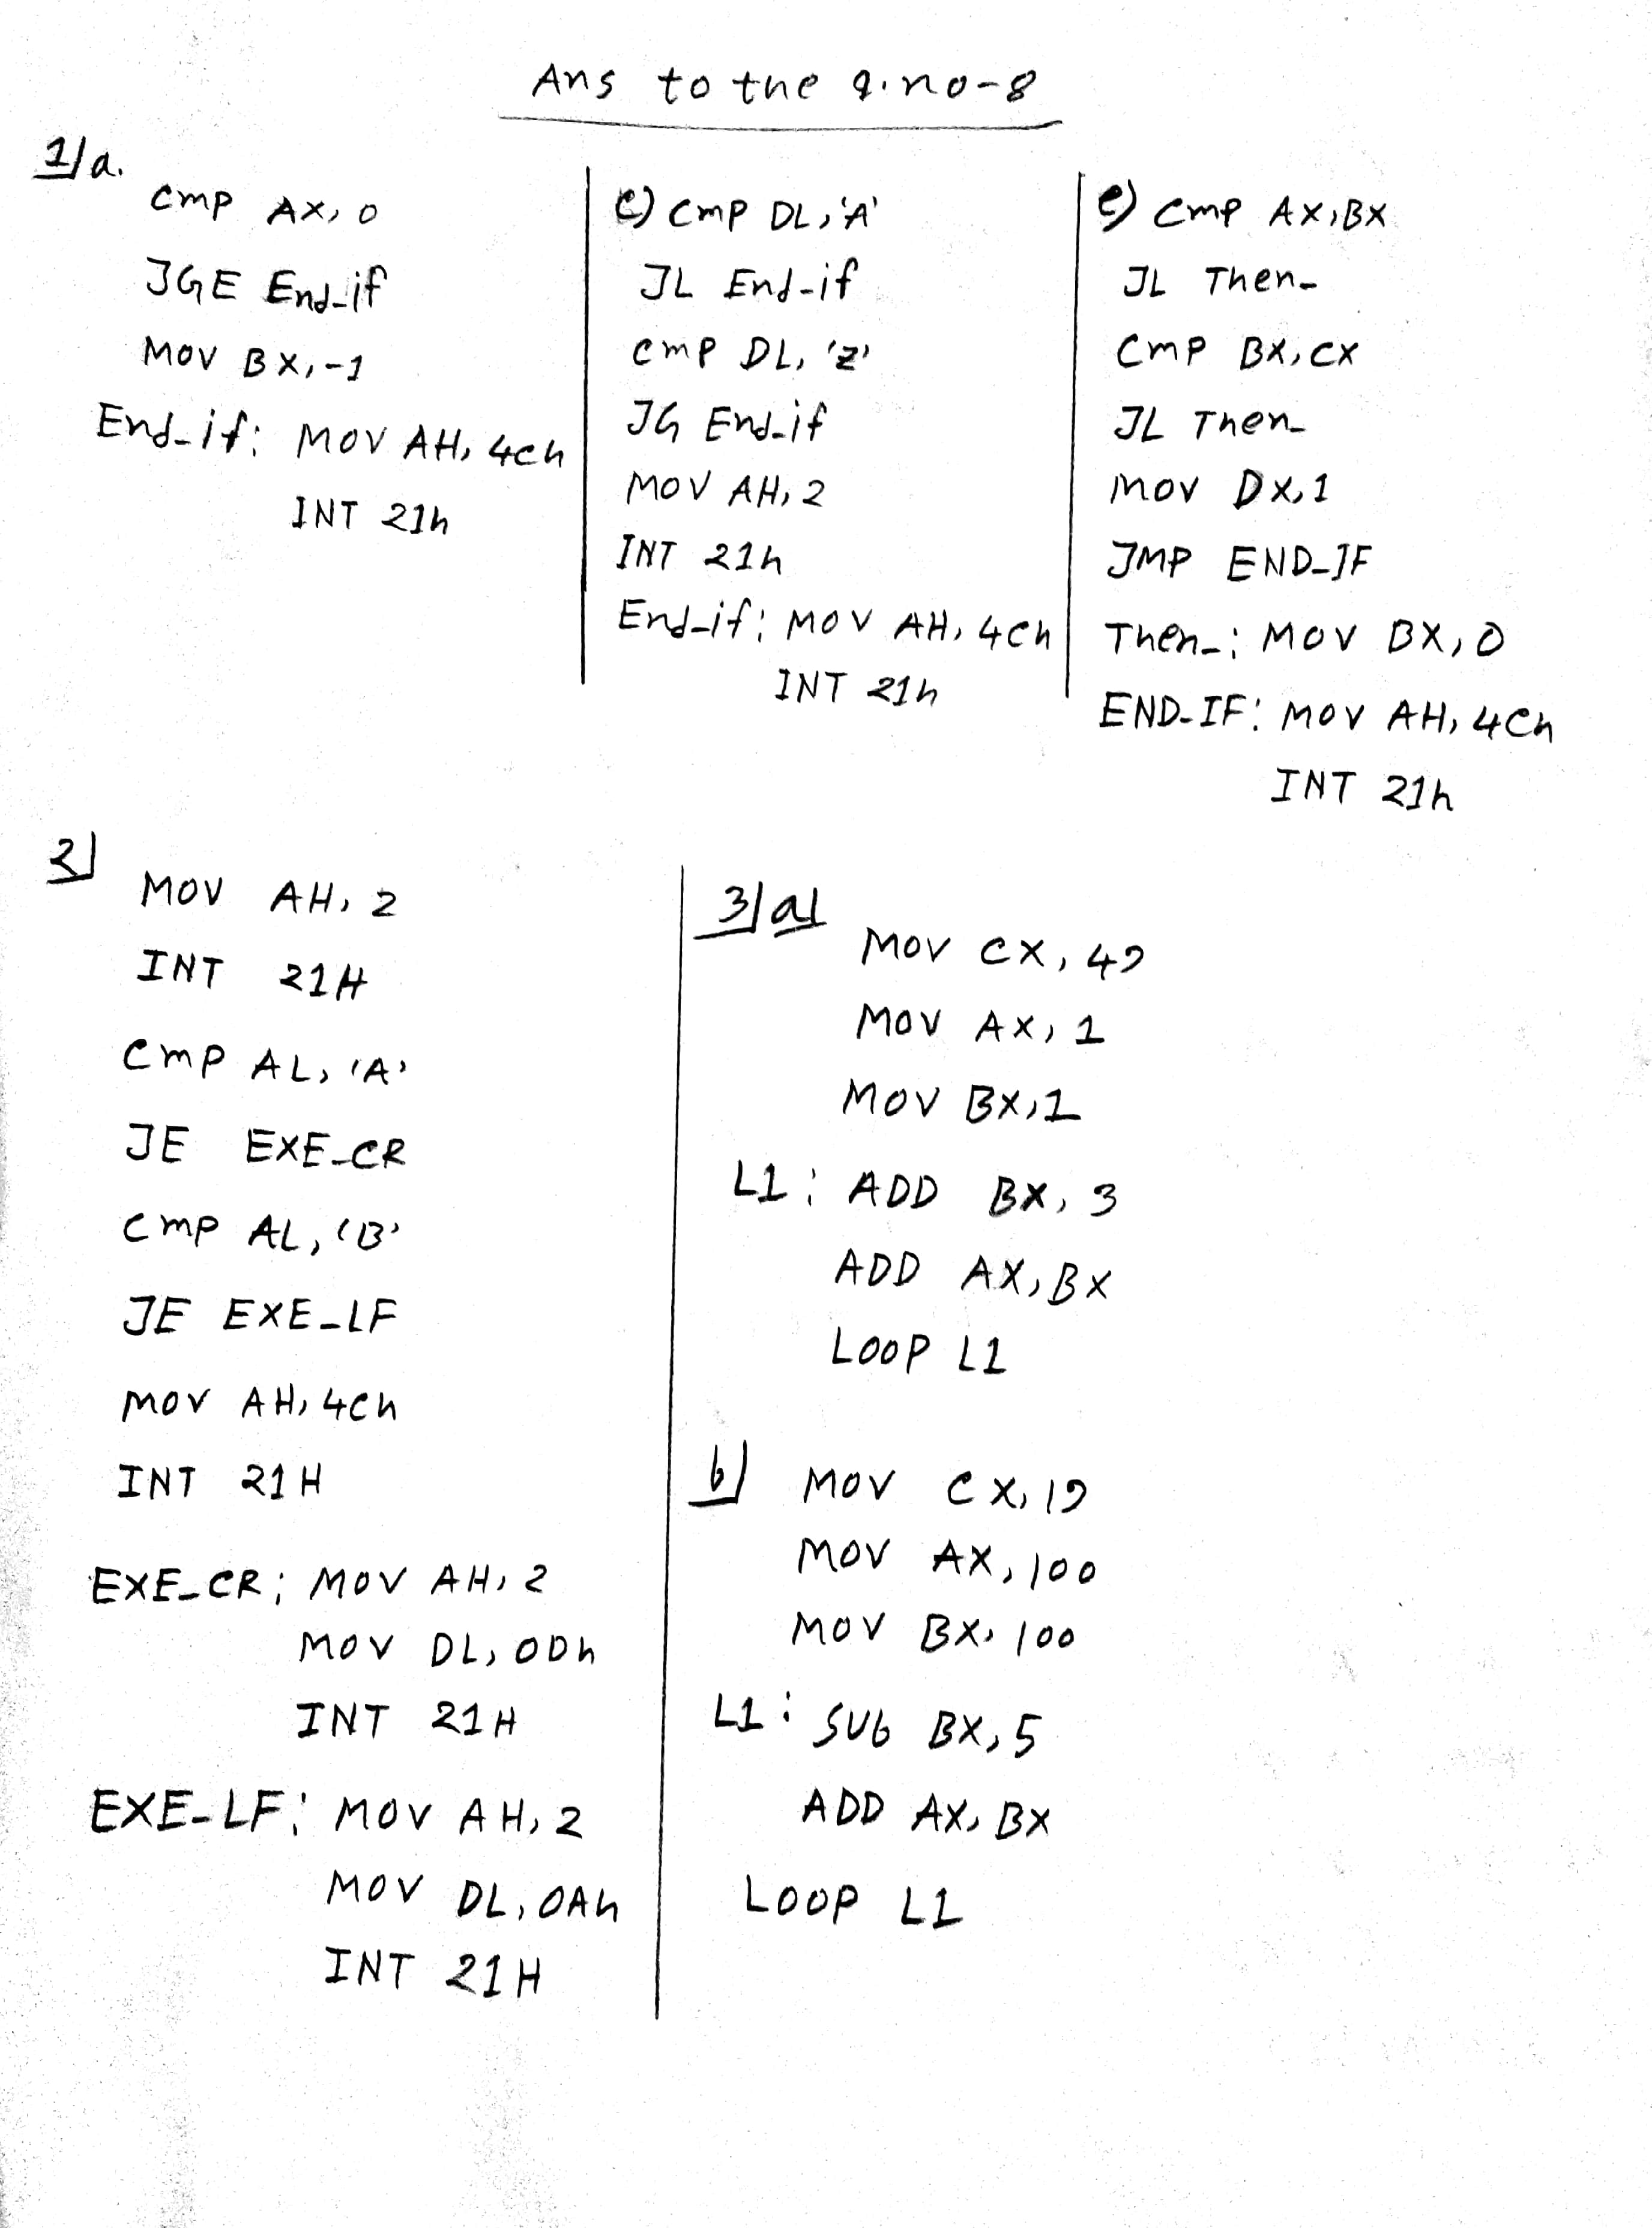 Ans to the q.no-8
1/a.
CMP AX, 0
JGE End_if
MOV BX,-1
End_if: MOV AH, 4ch
INT 21h
C) CMP DL,'A'
JL End-if
CMP DL, 'Z'
JG End-if
MOV AH, 2
INT 21h
End-if: MOV AH, 4Ch
INT 21h
e) CMP AX,BX
JL Then_
CMP BX, CX
JL Then_
MOV DX,1
JMP END_IF
Then_: MOV BX, 0
END-IF: MOV AH, 4Ch
INT 21h
2/
MOV AH, 2
INT 21H
CMP AL, 'A'
JE EXE_CR
CMP AL, 'B'
JE EXE_LF
MOV AH, 4Ch
INT 21H
EXE_CR: MOV AH, 2
MOV DL, 0Dh
INT 21H
EXE_LF: MOV AH, 2
MOV DL, 0Ah
INT 21H
3/a/
MOV CX, 49
MOV AX, 1
MOV BX,1
L1: ADD BX, 3
ADD AX, BX
LOOP L1
b/ MOV CX, 19
MOV AX, 100
MOV BX, 100
L1: SUB BX, 5
ADD AX, BX
LOOP L1